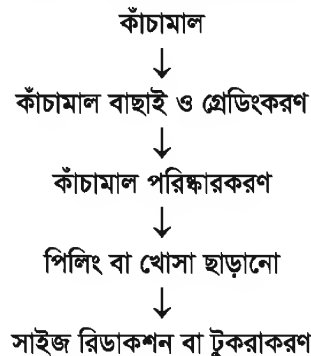 কাঁচামাল
↓
কাঁচামাল বাছাই ও গ্রেডিংকরণ
↓
কাঁচামাল পরিষ্কারকরণ
↓
পিলিং বা খোসা ছাড়ানো
↓
সাইজ রিডাকশন বা টুকরাকরণ